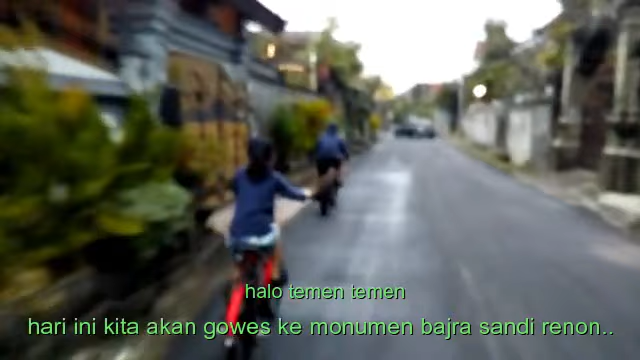 halo temen temen
hari ini kita akan gowes ke monumen bajra sandi renon..